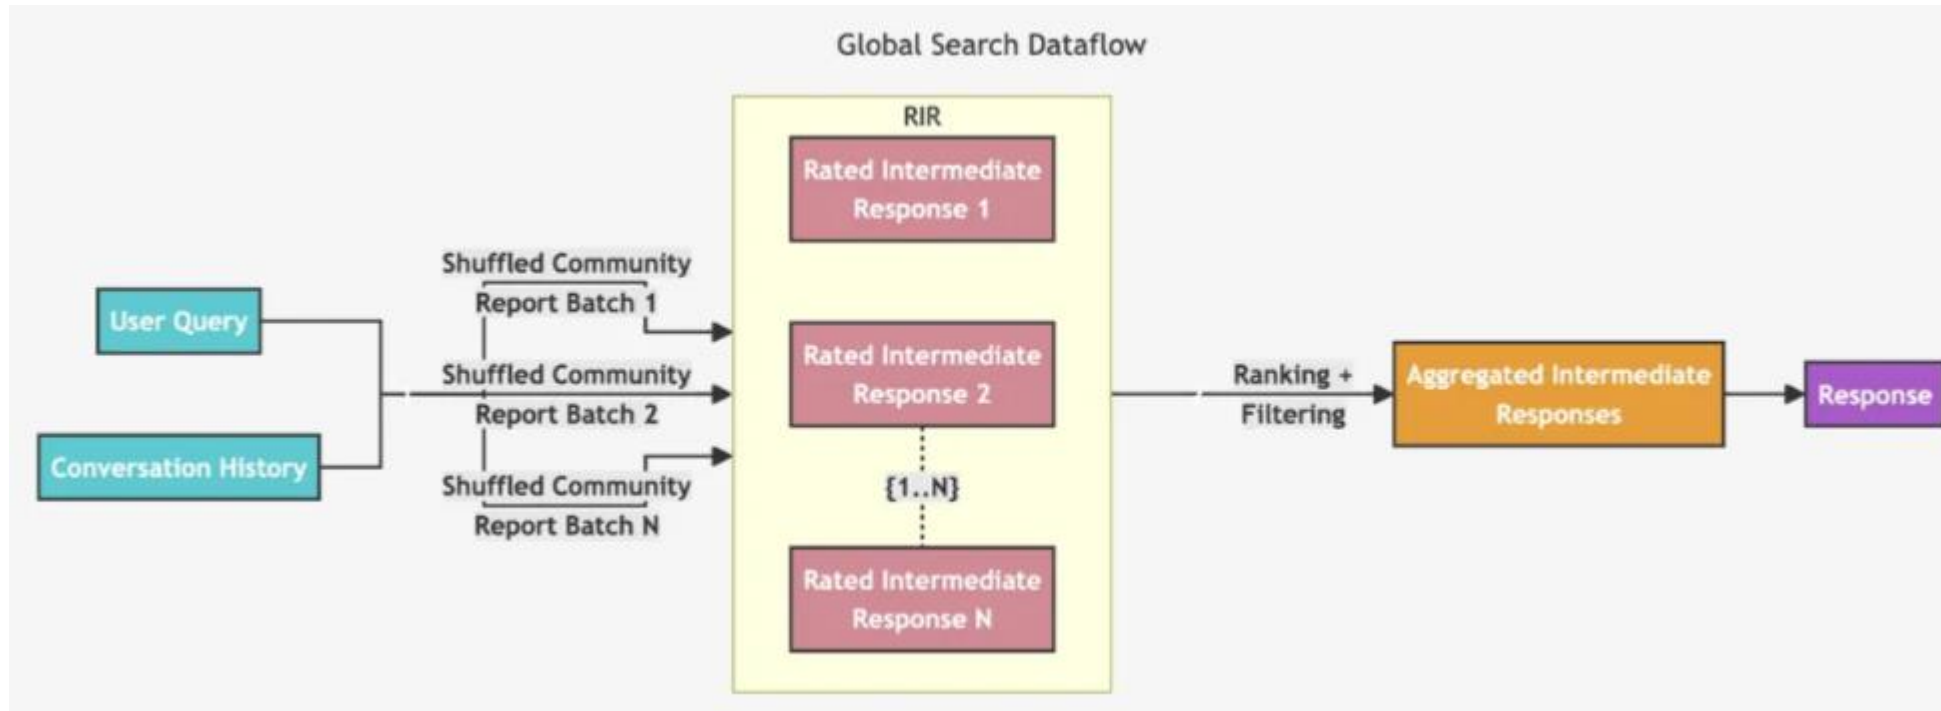 Global Search Dataflow
RIR
Rated Intermediate
Response 1
Shuffled Community
Report Batch 1
User Query
Rated Intermediate
Response 2
Shuffled Community
Report Batch 2
Ranking +
Filtering
Aggregated Intermediate
Responses
Response
Conversation History
Shuffled Community
Report Batch N
{1..N}
Rated Intermediate
Response N